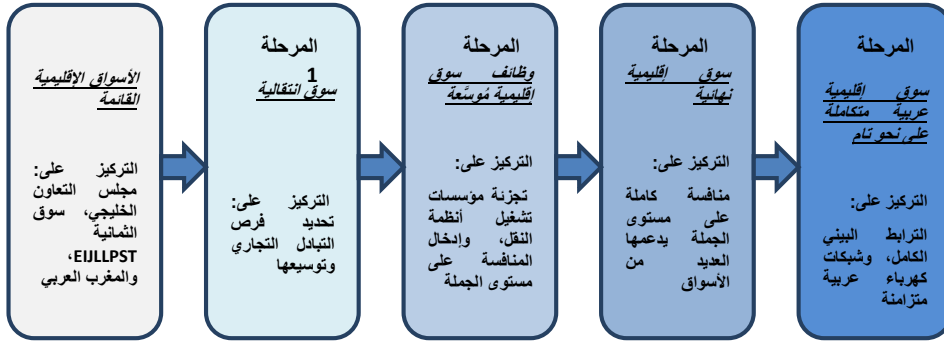 الأسواق الإقليمية
القائمة
التركيز على:
مجلس التعاون
الخليجي، سوق
الثمانية
EIJLLPST،
والمغرب العربي
المرحلة
1
سوق انتقالية
التركيز على:
تحديد فرص
التبادل التجاري
وتوسيعها
المرحلة
وظائف سوق
إقليمية مُوسَّعة
التركيز على:
تجزئة مؤسسات
تشغيل أنظمة
النقل، وإدخال
المنافسة على
مستوى الجملة
المرحلة
سوق إقليمية
نهائية
التركيز على:
منافسة كاملة
على مستوى
الجملة يدعمها
العديد من
الأسواق
المرحلة
سوق إقليمية
عربية متكاملة
على نحو تام
التركيز على:
الترابط البيني
الكامل، وشبكات
كهرباء عربية
متزامنة